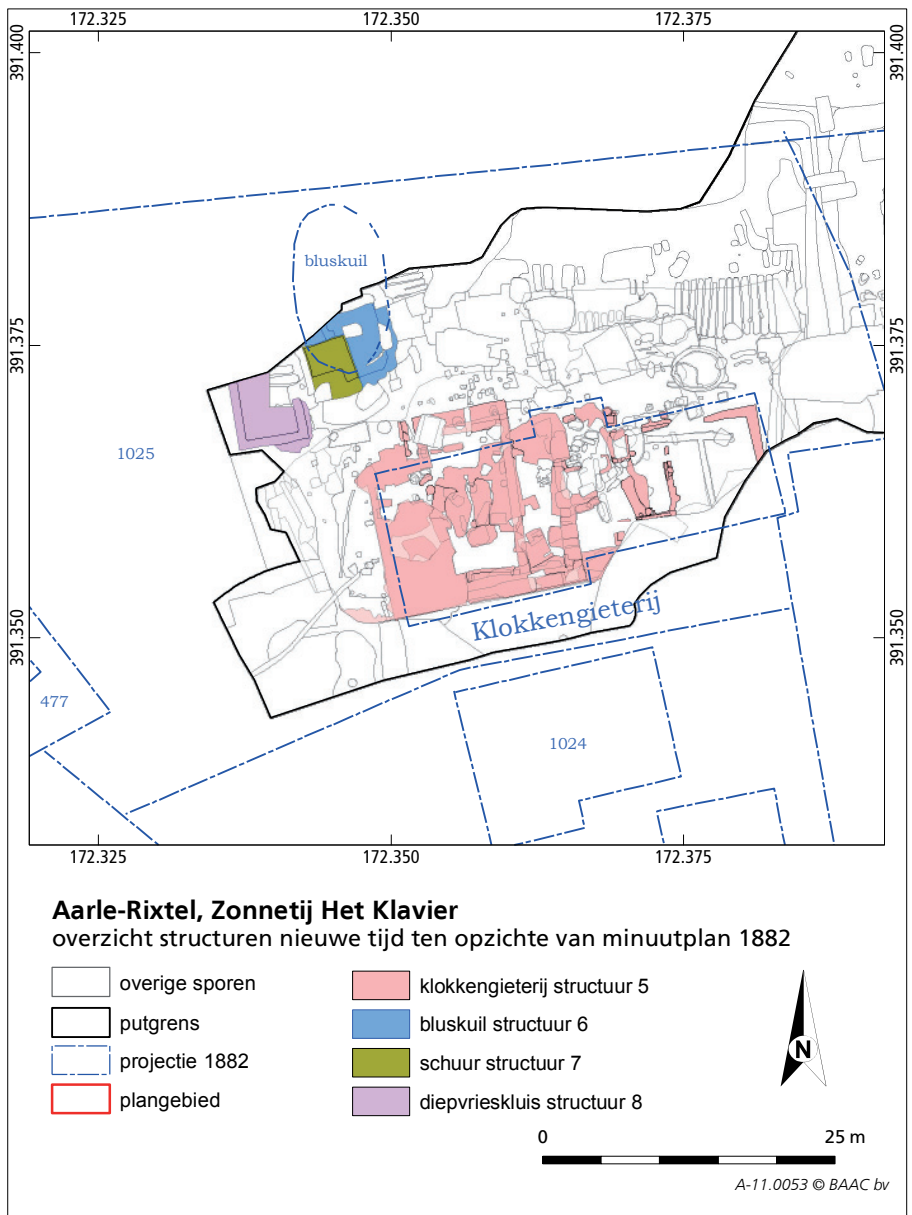 172.325 172.350 172.375
391.400 391.400
bluskuil
391.375 391.375
1025
Klokkengieterij
391.350 391.350
477
1024
172.325 172.350 172.375
Aarle-Rixtel, Zonnetij Het Klavier
overzicht structuren nieuwe tijd ten opzichte van minuutplan 1882
overige sporen
putgrens
projectie 1882
plangebied
klokkengieterij structuur 5
bluskuil structuur 6
schuur structuur 7
diepvrieskluis structuur 8
N
0 25 m
A-11.0053 © BAAC bv